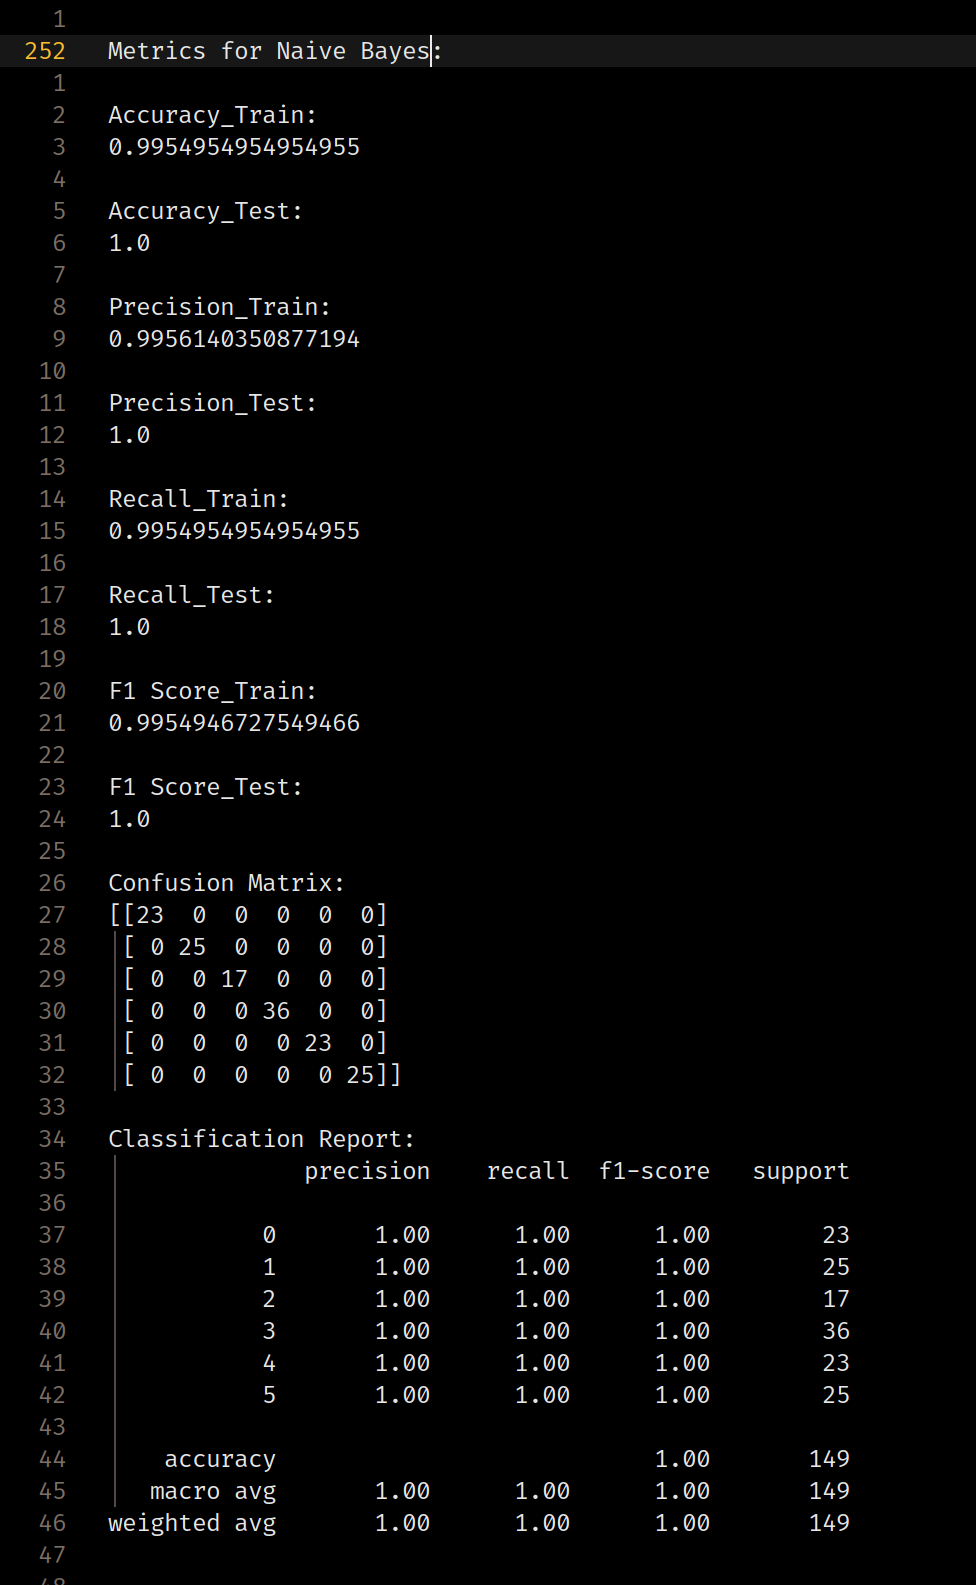 1
252 Metrics for Naive Bayes:
1
2 Accuracy_Train:
3 0.9954954954954955
4
5 Accuracy_Test:
6 1.0
7
8 Precision_Train:
9 0.9956140350877194
10
11 Precision_Test:
12 1.0
13
14 Recall_Train:
15 0.9954954954954955
16
17 Recall_Test:
18 1.0
19
20 F1 Score_Train:
21 0.9954946727549466
22
23 F1 Score_Test:
24 1.0
25
26 Confusion Matrix:
27 [[23  0  0  0  0  0]
28  [ 0 25  0  0  0  0]
29  [ 0  0 17  0  0  0]
30  [ 0  0  0 36  0  0]
31  [ 0  0  0  0 23  0]
32  [ 0  0  0  0  0 25]]
33
34 Classification Report:
35               precision    recall  f1-score   support
36
37            0       1.00      1.00      1.00        23
38            1       1.00      1.00      1.00        25
39            2       1.00      1.00      1.00        17
40            3       1.00      1.00      1.00        36
41            4       1.00      1.00      1.00        23
42            5       1.00      1.00      1.00        25
43
44     accuracy                           1.00       149
45    macro avg       1.00      1.00      1.00       149
46 weighted avg       1.00      1.00      1.00       149
47
48